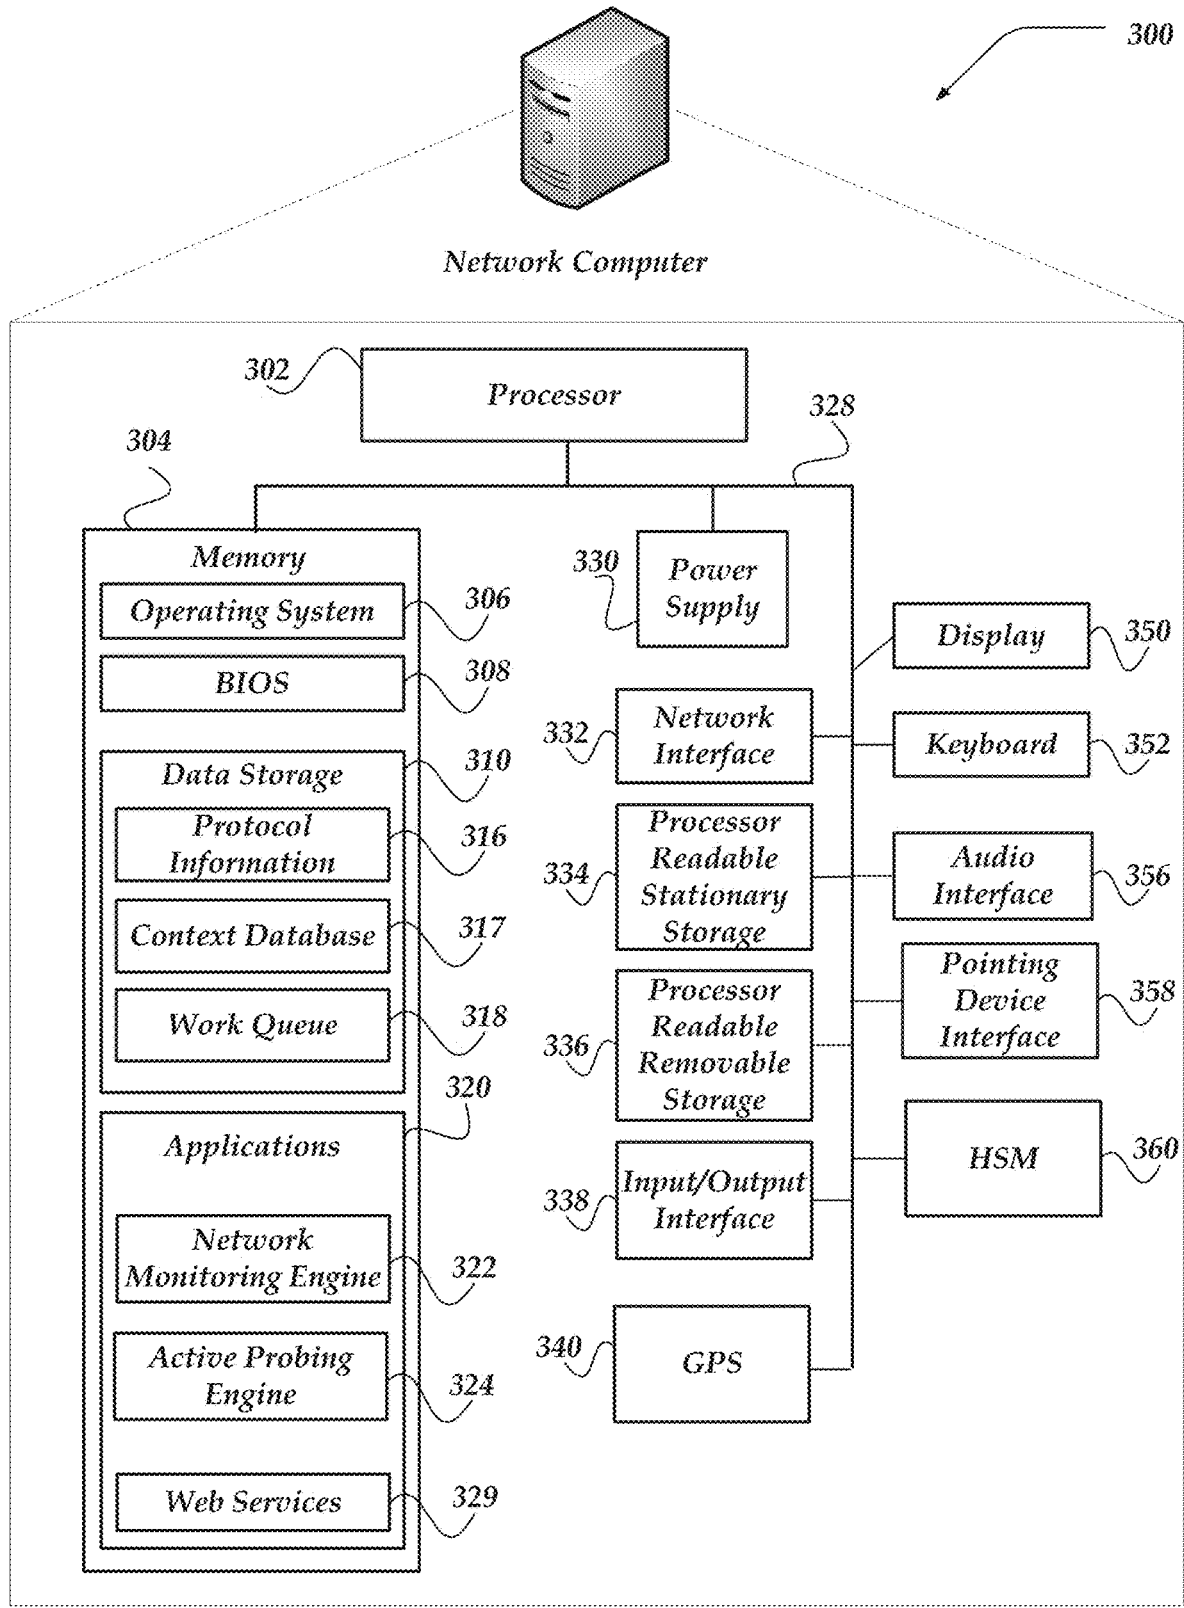 300
Network Computer
302
Processor
328
304
Memory
Operating System
306
BIOS
308
Data Storage
310
Protocol
Information
316
Context Database
317
Work Queue
318
Applications
320
Network
Monitoring Engine
322
Active Probing
Engine
324
Web Services
329
330
Power
Supply
332
Network
Interface
334
Processor
Readable
Stationary
Storage
336
Processor
Readable
Removable
Storage
338
Input/Output
Interface
340
GPS
Display
350
Keyboard
352
Audio
Interface
356
Pointing
Device
Interface
358
HSM
360